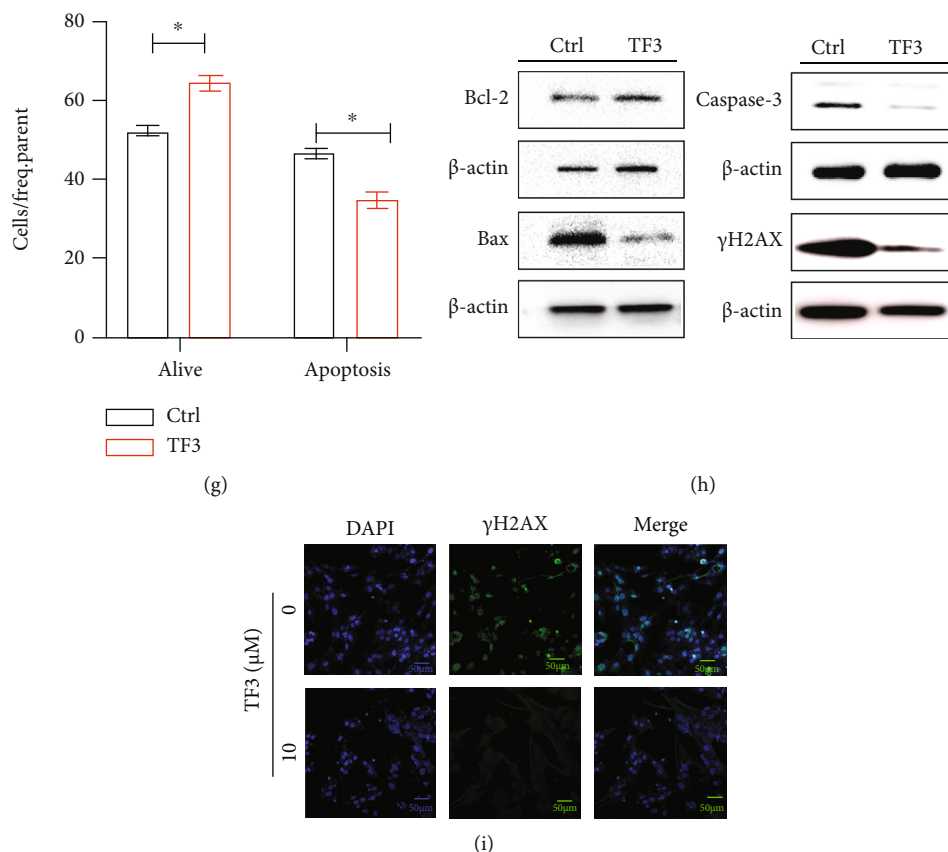 80
60
40
20
0
Cells/freq.parent
*
*
Alive
Apoptosis
Ctrl
TF3
(g)
Ctrl TF3
Bcl-2
β-actin
Bax
β-actin
Ctrl TF3
Caspase-3
β-actin
γH2AX
β-actin
(h)
DAPI γH2AX Merge
TF3 (μM)
0
50μm 50μm 50μm
10
50μm 50μm 50μm
(i)